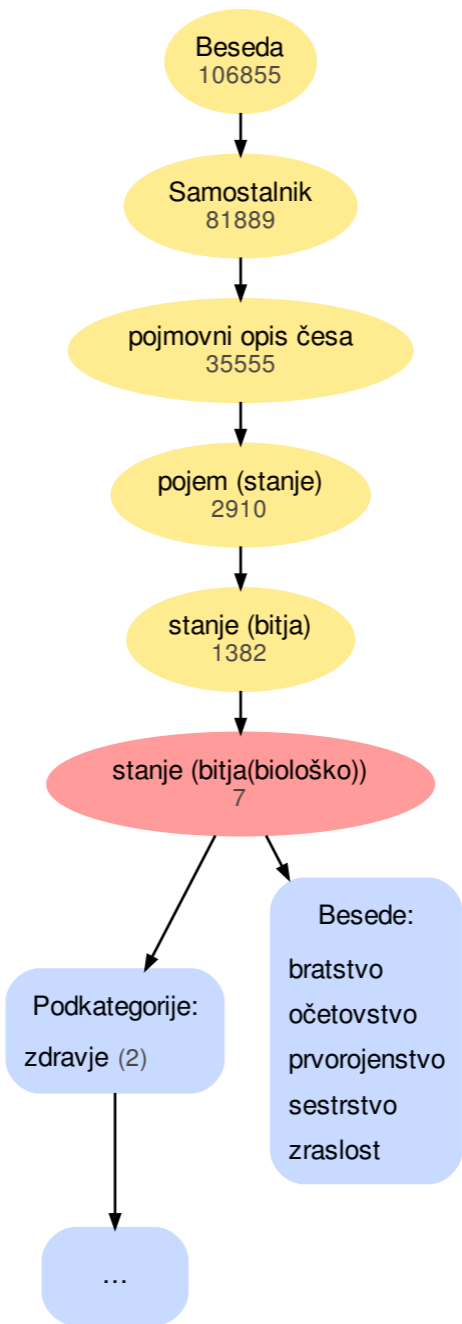 Beseda
106855
Samostalnik
81889
pojmovni opis česa
35555
pojem (stanje)
2910
stanje (bitja)
1382
stanje (bitja(biološko))
7
Besede:
bratstvo
očetovstvo
prvorojenstvo
sestrstvo
zraslost
Podkategorije:
zdravje (2)
...